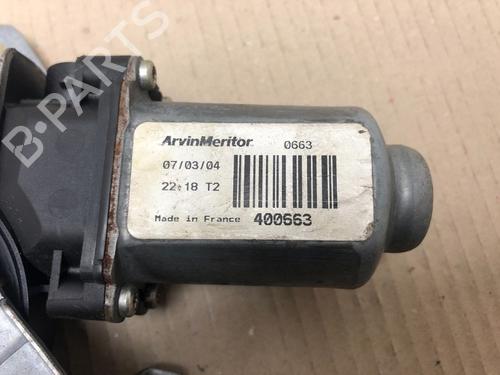 ArvinMeritor 0663
07/03/04
22:18 T2
Made in France 400663
B-PARTS